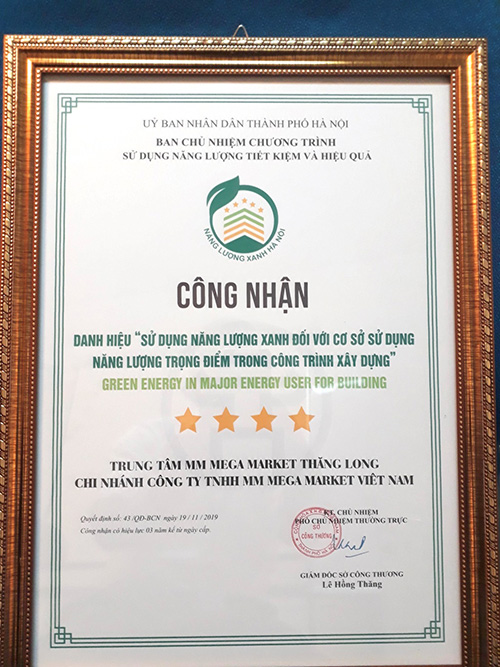 UỶ BAN NHÂN DÂN THÀNH PHỐ HÀ NỘI
BAN CHỦ NHIỆM CHƯƠNG TRÌNH
SỬ DỤNG NĂNG LƯỢNG TIẾT KIỆM VÀ HIỆU QUẢ
NĂNG LƯỢNG XANH HÀ NỘI
CÔNG NHẬN
DANH HIỆU “SỬ DỤNG NĂNG LƯỢNG XANH ĐỐI VỚI CƠ SỞ SỬ DỤNG
NĂNG LƯỢNG TRỌNG ĐIỂM TRONG CÔNG TRÌNH XÂY DỰNG”
GREEN ENERGY IN MAJOR ENERGY USER FOR BUILDING
TRUNG TÂM MM MEGA MARKET THĂNG LONG
CHI NHÁNH CÔNG TY TNHH MM MEGA MARKET VIỆT NAM
Quyết định số: 43 /QĐ-BCN ngày 19 / 11 / 2019
Công nhận có hiệu lực 03 năm kể từ ngày cấp.
KT. CHỦ NHIỆM
PHÓ CHỦ NHIỆM THƯỜNG TRỰC
SỞ
CÔNG THƯƠNG
GIÁM ĐỐC SỞ CÔNG THƯƠNG
Lê Hồng Thăng